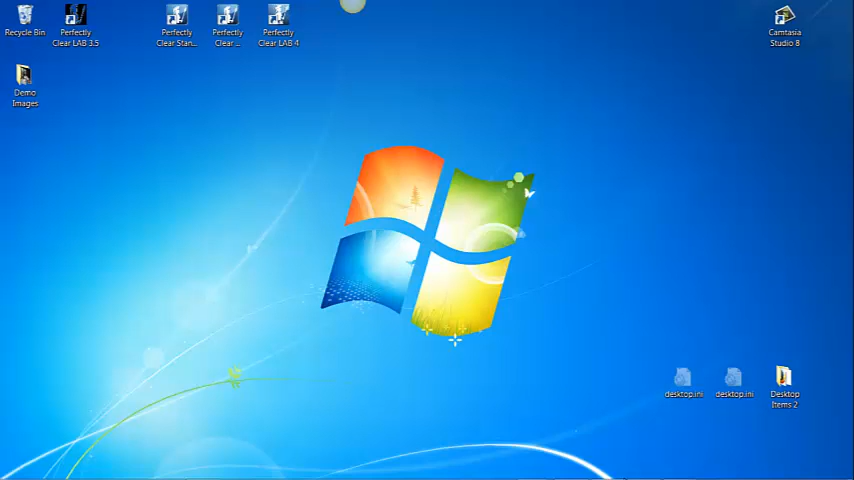 Recycle Bin
Perfectly
Clear LAB 3.5
Perfectly
Clear Stan...
Perfectly
Clear ...
Perfectly
Clear LAB 4
Camtasia
Studio 8
Demo
Images
desktop.ini
desktop.ini
Desktop
Items 2